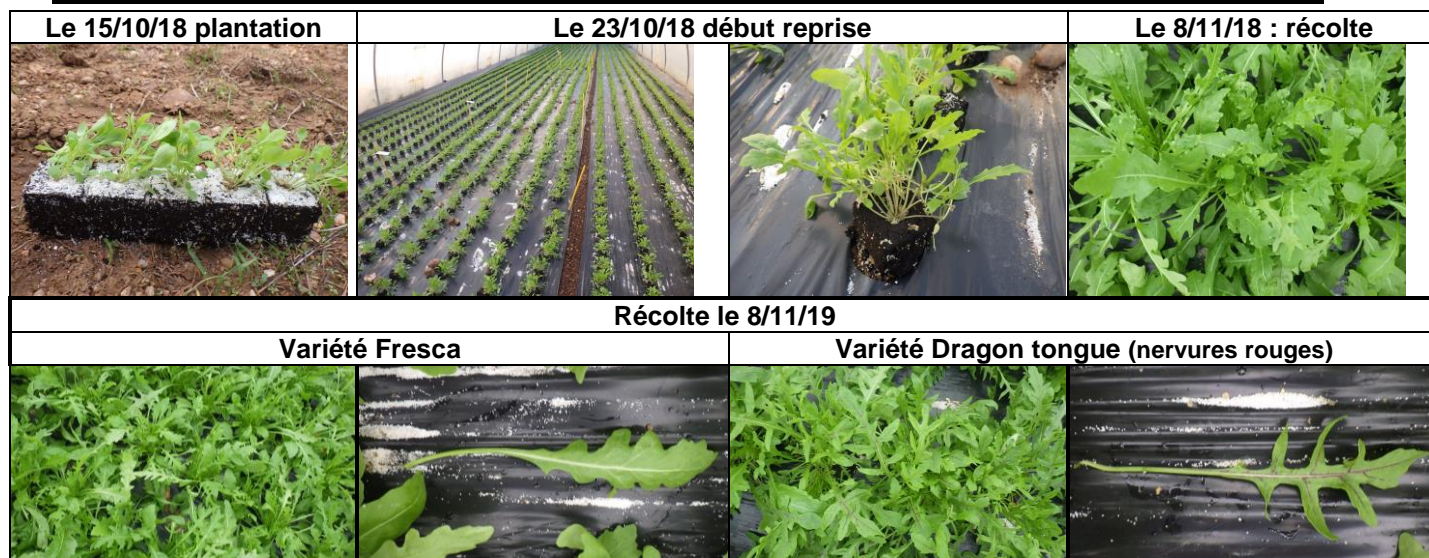 Le 15/10/18 plantation
Le 23/10/18 début reprise
Le 8/11/18 : récolte
Récolte le 8/11/19
Variété Fresca
Variété Dragon tongue (nervures rouges)